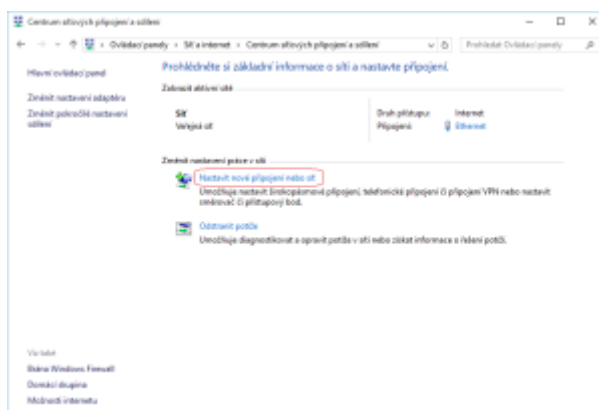 Centrum síťových připojení a sdílení
Ovládací panely › Síť a internet › Centrum síťových připojení a sdílení
Prohledat Ovládací panely
Hlavní ovládací panel
Změnit nastavení adaptéru
Změnit pokročilé nastavení
sdílení
Prohlédněte si základní informace o síti a nastavte připojení.
Zobrazit aktivní sítě
Síť
Veřejná síť
Druh přístupu: Internet
Připojení: Ethernet
Změnit nastavení práce v síti
Nastavit nové připojení nebo síť
Umožňuje nastavit širokopásmové připojení, telefonické připojení či připojení VPN nebo nastavit
směrovač či přístupový bod.
Odstranit potíže
Umožňuje diagnostikovat a opravit potíže v síti nebo získat informace o řešení potíží.
Viz také
Brána Windows Firewall
Domácí skupina
Možnosti internetu